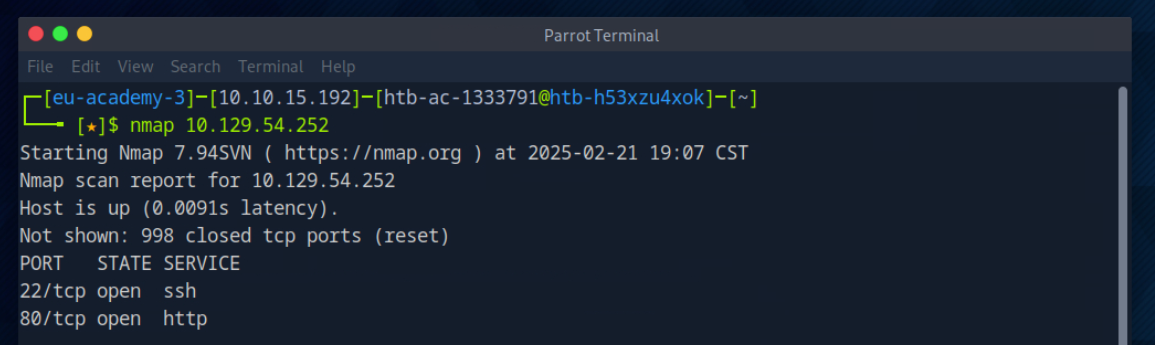 Parrot Terminal
File Edit View Search Terminal Help
┌─[eu-academy-3]─[10.10.15.192]─[htb-ac-1333791@htb-h53xzu4xok]─[~]
└──╼ [★]$ nmap 10.129.54.252
Starting Nmap 7.94SVN ( https://nmap.org ) at 2025-02-21 19:07 CST
Nmap scan report for 10.129.54.252
Host is up (0.0091s latency).
Not shown: 998 closed tcp ports (reset)
PORT   STATE SERVICE
22/tcp open  ssh
80/tcp open  http